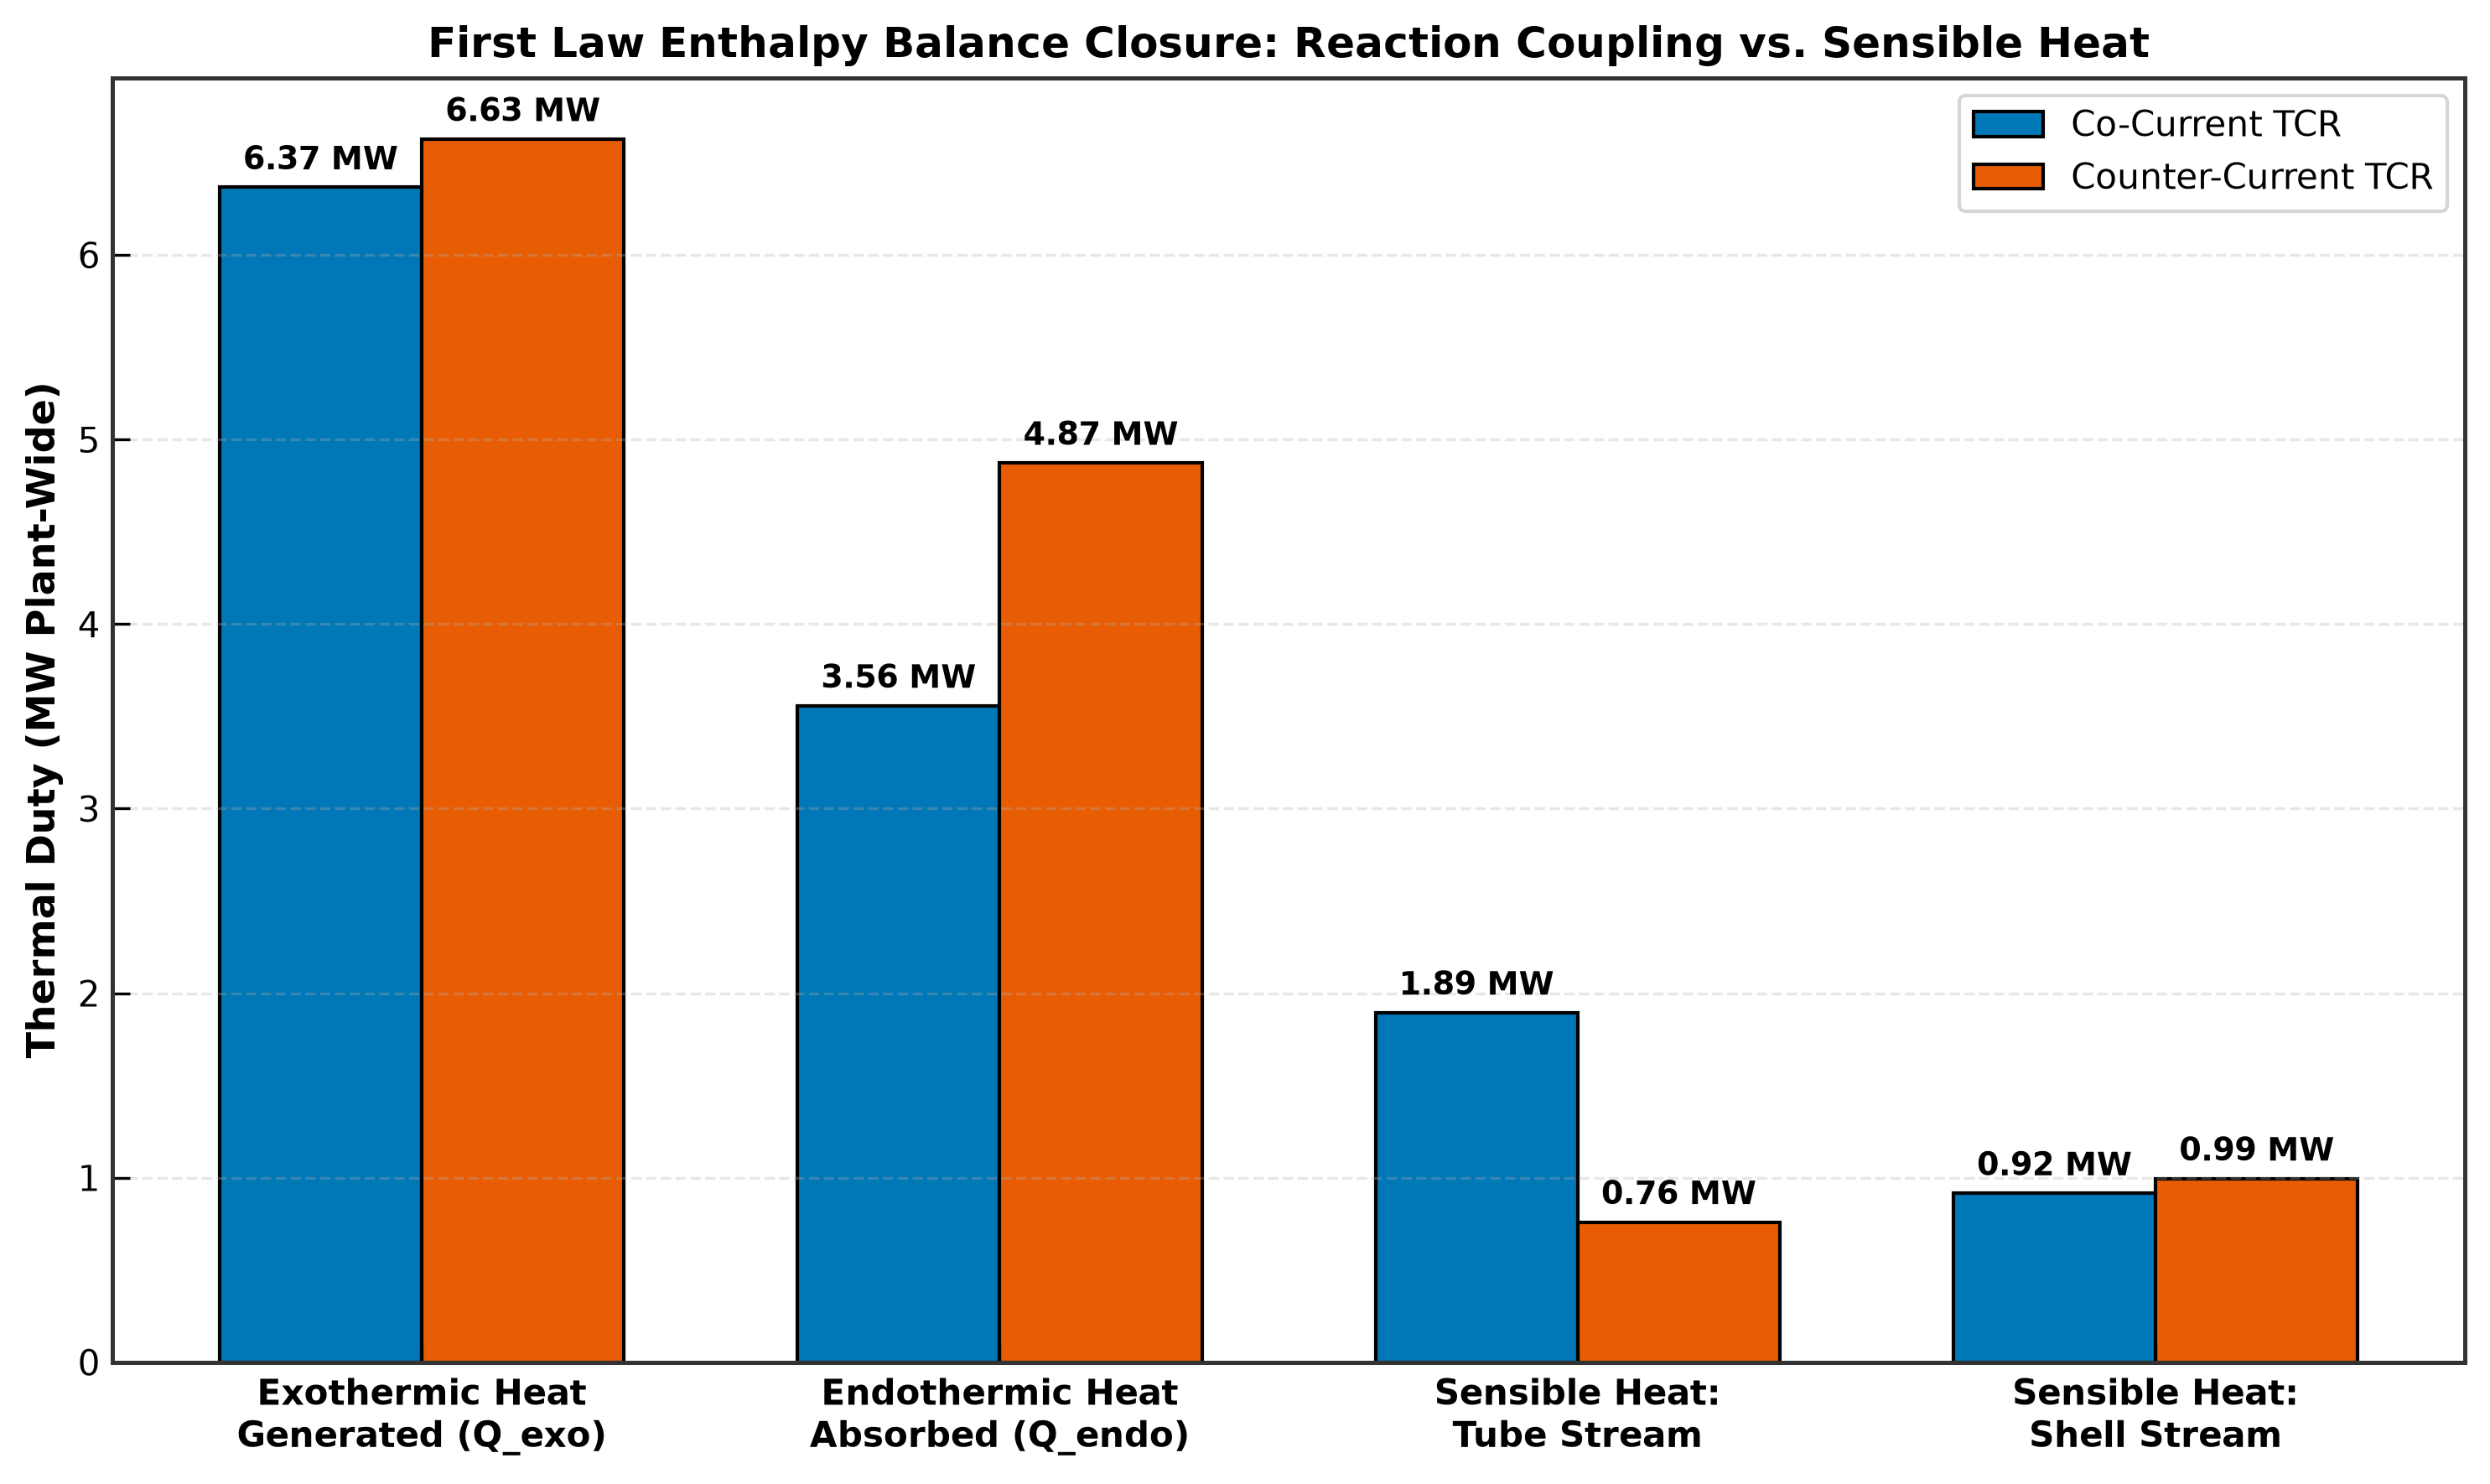 First Law Enthalpy Balance Closure: Reaction Coupling vs. Sensible Heat
Co-Current TCR
Counter-Current TCR
Thermal Duty (MW Plant-Wide)
6
5
4
3
2
1
0
6.37 MW
6.63 MW
3.56 MW
4.87 MW
1.89 MW
0.76 MW
0.92 MW
0.99 MW
Exothermic Heat
Generated (Q_exo)
Endothermic Heat
Absorbed (Q_endo)
Sensible Heat:
Tube Stream
Sensible Heat:
Shell Stream